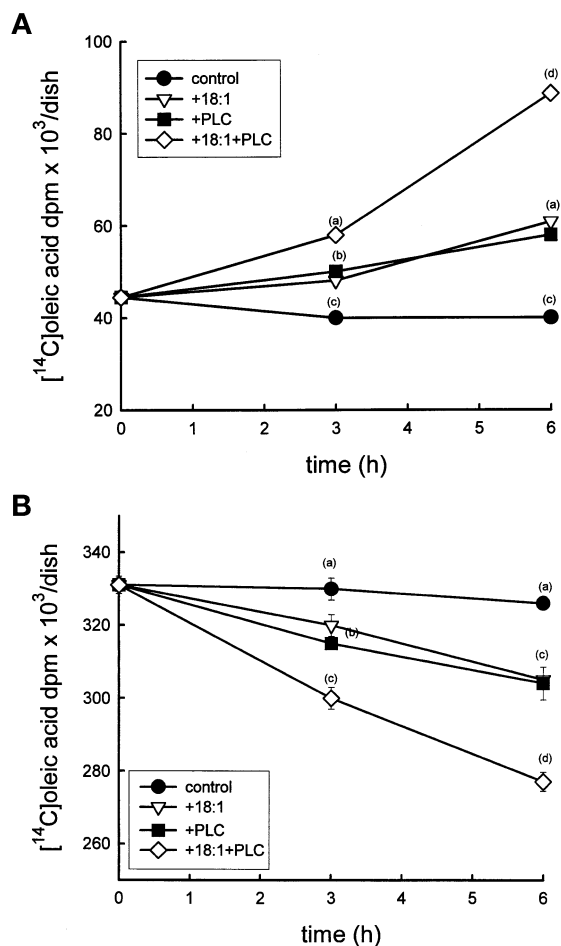 A
[¹⁴C]oleic acid dpm x 10³/dish
100
80
60
40
20
control
+18:1
+PLC
+18:1+PLC
(d)
(a)
(a)
(b)
(c)
(c)
0 1 2 3 4 5 6
time (h)
B
[¹⁴C]oleic acid dpm x 10³/dish
340
320
300
280
260
(a)
(a)
(b)
(c)
(c)
(d)
control
+18:1
+PLC
+18:1+PLC
0 1 2 3 4 5 6
time (h)